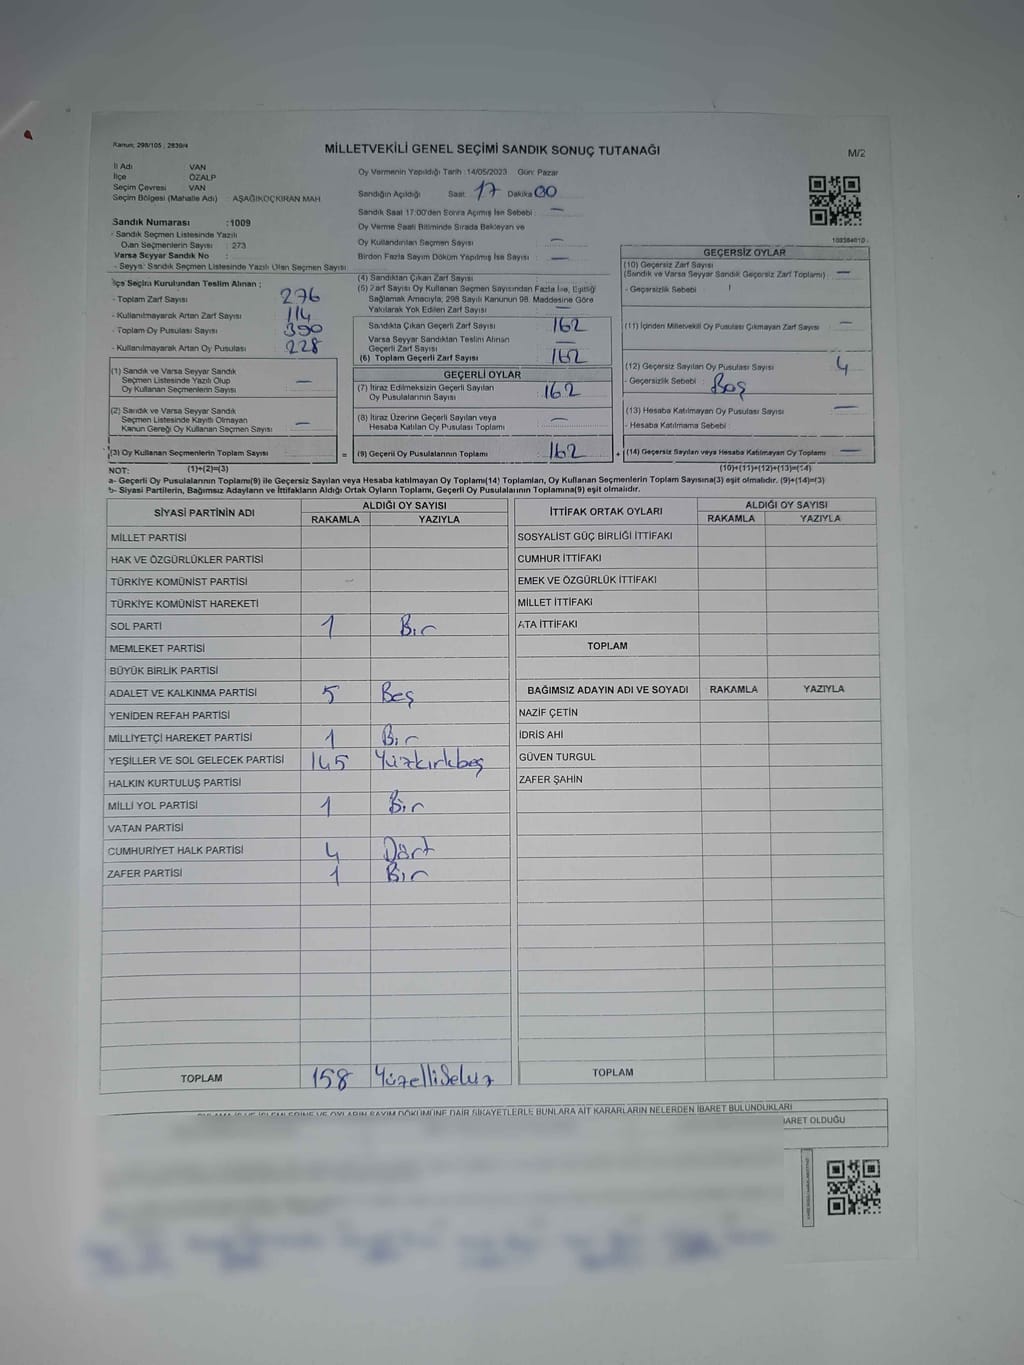 Kanun; 298/105 ; 2839/4
MİLLETVEKİLİ GENEL SEÇİMİ SANDIK SONUÇ TUTANAĞI
M/2
İl Adı : VAN
İlçe : ÖZALP
Seçim Çevresi : VAN
Seçim Bölgesi (Mahalle Adı) : AŞAĞIKOÇKIRAN MAH
Sandık Numarası :1009
- Sandık Seçmen Listesinde Yazılı
Olan Seçmenlerin Sayısı : 273
Varsa Seyyar Sandık No :
- Seyyar Sandık Seçmen Listesinde Yazılı Olan Seçmen Sayısı
Oy Vermenin Yapıldığı Tarih :14/05/2023 Gün: Pazar
Sandığın Açıldığı Saat: 17 Dakika 00
Sandık Saat 17:00'den Sonra Açımış İse Sebebi : —
Oy Verme Saati Bitiminde Sırada Bekleyen ve
Oy Kullandırılan Seçmen Sayısı —
Birden Fazla Sayım Döküm Yapılmış İse Sayısı —
İlçe Seçim Kurulundan Teslim Alınan ;
- Toplam Zarf Sayısı 276
- Kullanılmayarak Artan Zarf Sayısı 114
- Toplam Oy Pusulası Sayısı 390
- Kullanılmayarak Artan Oy Pusulası 228
(1) Sandık ve Varsa Seyyar Sandık
Seçmen Listesinde Yazılı Olup
Oy Kullanan Seçmenlerin Sayısı —
(2) Sandık ve Varsa Seyyar Sandık
Seçmen Listesinde Kayıtlı Olmayan
Kanun Gereği Oy Kullanan Seçmen Sayısı —
(3) Oy Kullanan Seçmenlerin Toplam Sayısı =
(4) Sandıktan Çıkan Zarf Sayısı
(5) Zarf Sayısı Oy Kullanan Seçmen Sayısından Fazla İse, Eşitliği
Sağlamak Amacıyla, 298 Sayılı Kanunun 98. Maddesine Göre
Yakılarak Yok Edilen Zarf Sayısı —
Sandıkta Çıkan Geçerli Zarf Sayısı 162
Varsa Seyyar Sandıktan Teslim Alınan
Geçerli Zarf Sayısı —
(6) Toplam Geçerli Zarf Sayısı 162
GEÇERLİ OYLAR
(7) İtiraz Edilmeksizin Geçerli Sayılan
Oy Pusulalarının Sayısı 162
(8) İtiraz Üzerine Geçerli Sayılan veya
Hesaba Katılan Oy Pusulası Toplamı —
(9) Geçerli Oy Pusulalarının Toplamı 162 +
GEÇERSİZ OYLAR
(10) Geçersiz Zarf Sayısı
(Sandık ve Varsa Seyyar Sandık Geçersiz Zarf Toplamı) —
- Geçersizlik Sebebi :
(11) İçinden Milletvekili Oy Pusulası Çıkmayan Zarf Sayısı —
(12) Geçersiz Sayılan Oy Pusulası Sayısı 4
- Geçersizlik Sebebi : Boş
(13) Hesaba Katılmayan Oy Pusulası Sayısı —
- Hesaba Katılmama Sebebi :
(14) Geçersiz Sayılan veya Hesaba Katılmayan Oy Toplamı —
NOT: (1)+(2)=(3) (10)+(11)+(12)+(13)=(14)
a- Geçerli Oy Pusulalarının Toplamı(9) ile Geçersiz Sayılan veya Hesaba katılmayan Oy Toplamı(14) Toplamları, Oy Kullanan Seçmenlerin Toplam Sayısına(3) eşit olmalıdır. (9)+(14)=(3)
b- Siyasi Partilerin, Bağımsız Adayların ve İttifakların Aldığı Ortak Oyların Toplamı, Geçerli Oy Pusulalarının Toplamına(9) eşit olmalıdır.
SİYASİ PARTİNİN ADI ALDIĞI OY SAYISI
RAKAMLA YAZIYLA
MİLLET PARTİSİ
HAK VE ÖZGÜRLÜKLER PARTİSİ
TÜRKİYE KOMÜNİST PARTİSİ
TÜRKİYE KOMÜNİST HAREKETİ
SOL PARTİ 1 Bir
MEMLEKET PARTİSİ
BÜYÜK BİRLİK PARTİSİ
ADALET VE KALKINMA PARTİSİ 5 Beş
YENİDEN REFAH PARTİSİ
MİLLİYETÇİ HAREKET PARTİSİ 1 Bir
YEŞİLLER VE SOL GELECEK PARTİSİ 145 Yüzkırkbeş
HALKIN KURTULUŞ PARTİSİ
MİLLİ YOL PARTİSİ 1 Bir
VATAN PARTİSİ
CUMHURİYET HALK PARTİSİ 4 Dört
ZAFER PARTİSİ 1 Bir
TOPLAM 158 Yüzellisekiz
İTTİFAK ORTAK OYLARI ALDIĞI OY SAYISI
RAKAMLA YAZIYLA
SOSYALİST GÜÇ BİRLİĞİ İTTİFAKI
CUMHUR İTTİFAKI
EMEK VE ÖZGÜRLÜK İTTİFAKI
MİLLET İTTİFAKI
ATA İTTİFAKI
TOPLAM
BAĞIMSIZ ADAYIN ADI VE SOYADI RAKAMLA YAZIYLA
NAZİF ÇETİN
İDRİS AHİ
GÜVEN TURGUL
ZAFER ŞAHİN
TOPLAM
OYLARIN SAYIM DÖKÜMÜNE DAİR ŞİKAYETLERLE BUNLARA AİT KARARLARIN NELERDEN İBARET BULUNDUKLARI
İBARET OLDUĞU